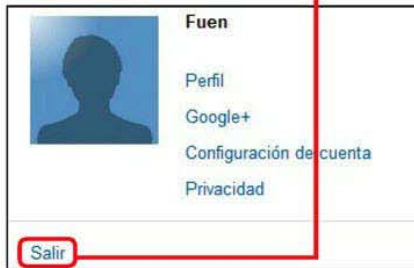 Fuen
Perfil
Google+
Configuración de cuenta
Privacidad
Salir